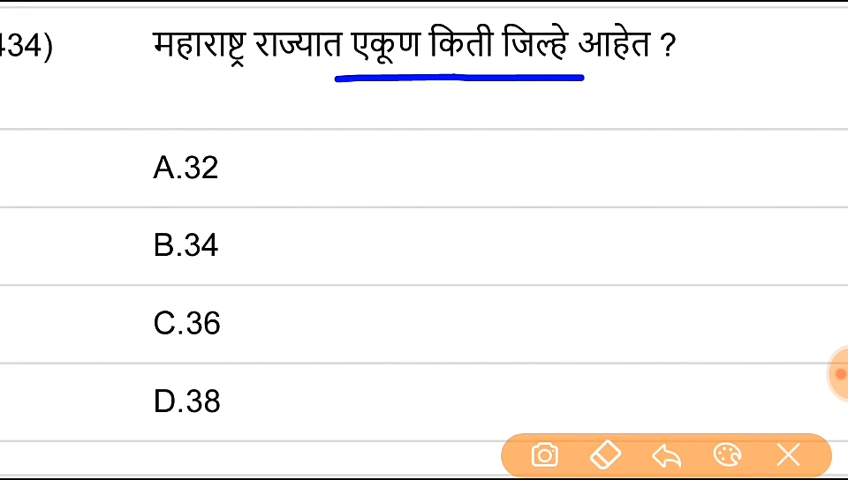 434) महाराष्ट्र राज्यात एकूण किती जिल्हे आहेत ?
A.32
B.34
C.36
D.38